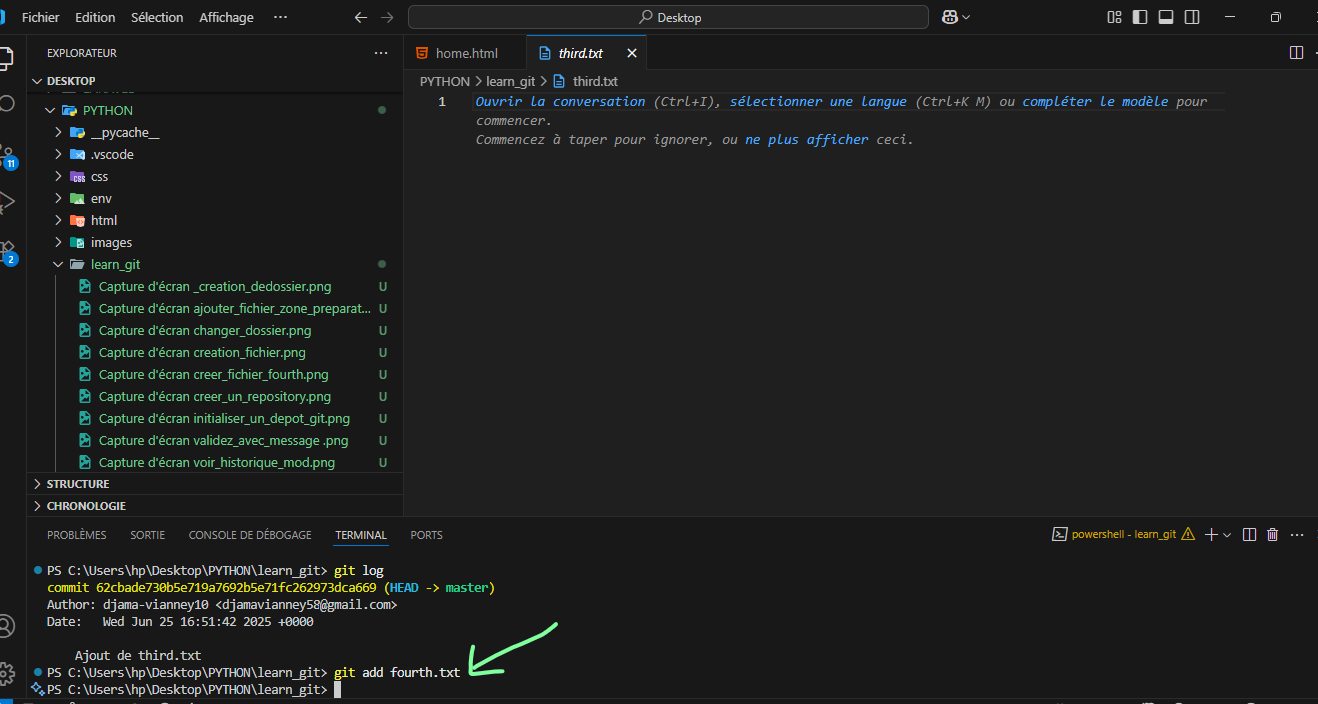 Fichier Edition Sélection Affichage ··· Desktop
EXPLORATEUR ···
home.html third.txt
DESKTOP
PYTHON > learn_git > third.txt
PYTHON
__pycache__
.vscode
css
env
html
images
learn_git
Capture d'écran _creation_dedossier.png U
Capture d'écran ajouter_fichier_zone_preparat... U
Capture d'écran changer_dossier.png U
Capture d'écran creation_fichier.png U
Capture d'écran creer_fichier_fourth.png U
Capture d'écran creer_un_repository.png U
Capture d'écran initialiser_un_depot_git.png U
Capture d'écran validez_avec_message .png U
Capture d'écran voir_historique_mod.png U
STRUCTURE
CHRONOLOGIE
11
2
1 Ouvrir la conversation (Ctrl+I), sélectionner une langue (Ctrl+K M) ou compléter le modèle pour
commencer.
Commencez à taper pour ignorer, ou ne plus afficher ceci.
PROBLÈMES SORTIE CONSOLE DE DÉBOGAGE TERMINAL PORTS
powershell - learn_git
PS C:\Users\hp\Desktop\PYTHON\learn_git> git log
commit 62cbade730b5e719a7692b5e71fc262973dca669 (HEAD -> master)
Author: djama-vianney10 <djamavianney58@gmail.com>
Date:   Wed Jun 25 16:51:42 2025 +0000
Ajout de third.txt
PS C:\Users\hp\Desktop\PYTHON\learn_git> git add fourth.txt
PS C:\Users\hp\Desktop\PYTHON\learn_git>